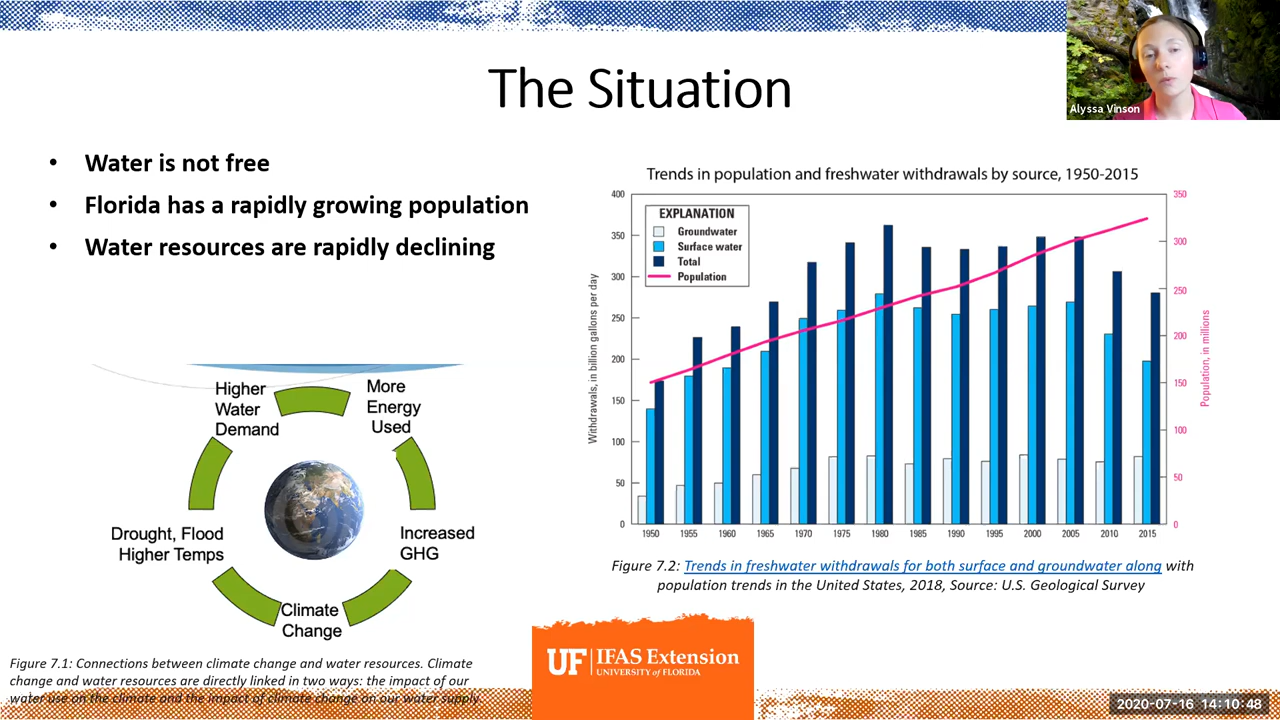 The Situation
Alyssa Vinson
• Water is not free
• Florida has a rapidly growing population
• Water resources are rapidly declining
Higher
Water
Demand
More
Energy
Used
Increased
GHG
Climate
Change
Drought, Flood
Higher Temps
Figure 7.1: Connections between climate change and water resources. Climate
change and water resources are directly linked in two ways: the impact of our
water use on the climate and the impact of climate change on our water supply.
Trends in population and freshwater withdrawals by source, 1950-2015
EXPLANATION
Groundwater
Surface water
Total
Population
Withdrawals, in billion gallons per day
400
350
300
250
200
150
100
50
0
350
300
250
200
150
100
50
0
Population, in millions
1950 1955 1960 1965 1970 1975 1980 1985 1990 1995 2000 2005 2010 2015
Figure 7.2: Trends in freshwater withdrawals for both surface and groundwater along with
population trends in the United States, 2018, Source: U.S. Geological Survey
UF IFAS Extension
UNIVERSITY of FLORIDA
2020-07-16 14:10:48